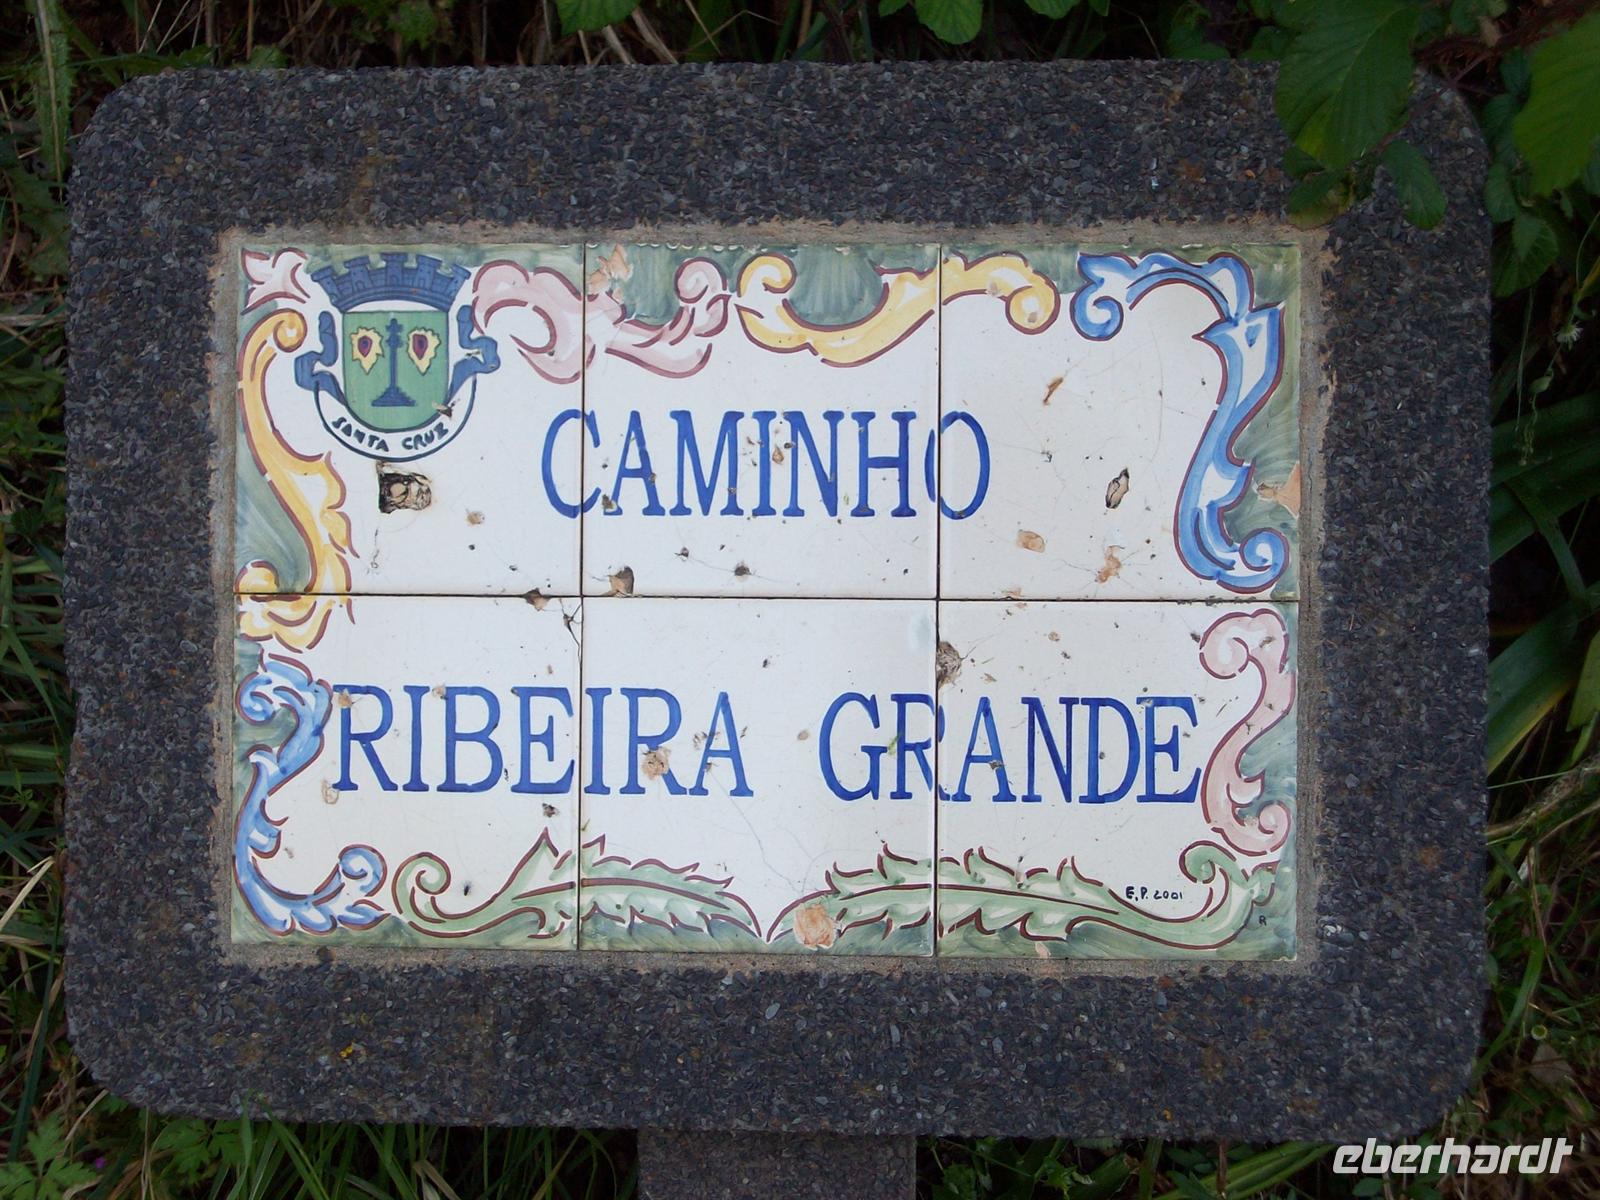 SANTA CRUZ
CAMINHO
RIBEIRA GRANDE
E.P. 2001
R
eberhardt